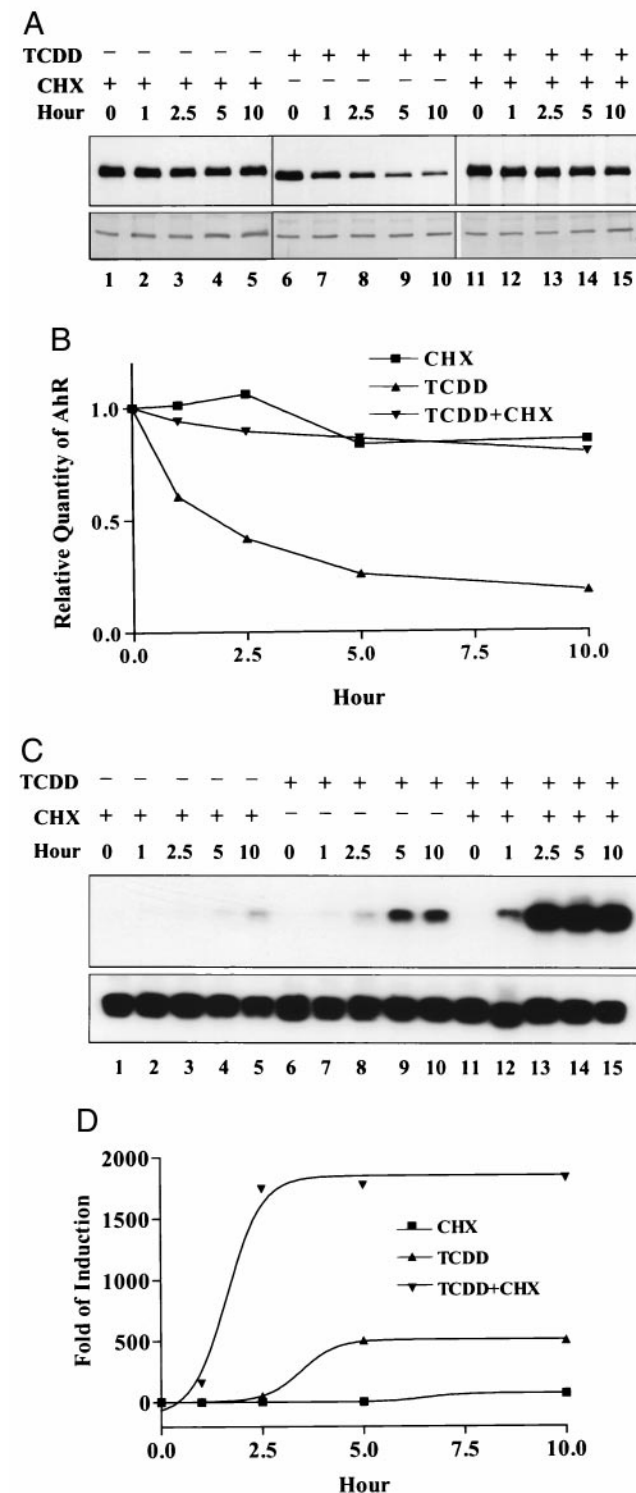 A
TCDD − − − − − + + + + + + + + + +
CHX + + + + + − − − − − + + + + +
Hour 0 1 2.5 5 10 0 1 2.5 5 10 0 1 2.5 5 10
1 2 3 4 5 6 7 8 9 10 11 12 13 14 15
B
CHX
TCDD
TCDD+CHX
Relative Quantity of AhR
1.0
0.5
0.0
0.0 2.5 5.0 7.5 10.0
Hour
C
TCDD − − − − − + + + + + + + + + +
CHX + + + + + − − − − − + + + + +
Hour 0 1 2.5 5 10 0 1 2.5 5 10 0 1 2.5 5 10
1 2 3 4 5 6 7 8 9 10 11 12 13 14 15
D
Fold of Induction
2000
1500
1000
500
0
CHX
TCDD
TCDD+CHX
0.0 2.5 5.0 7.5 10.0
Hour